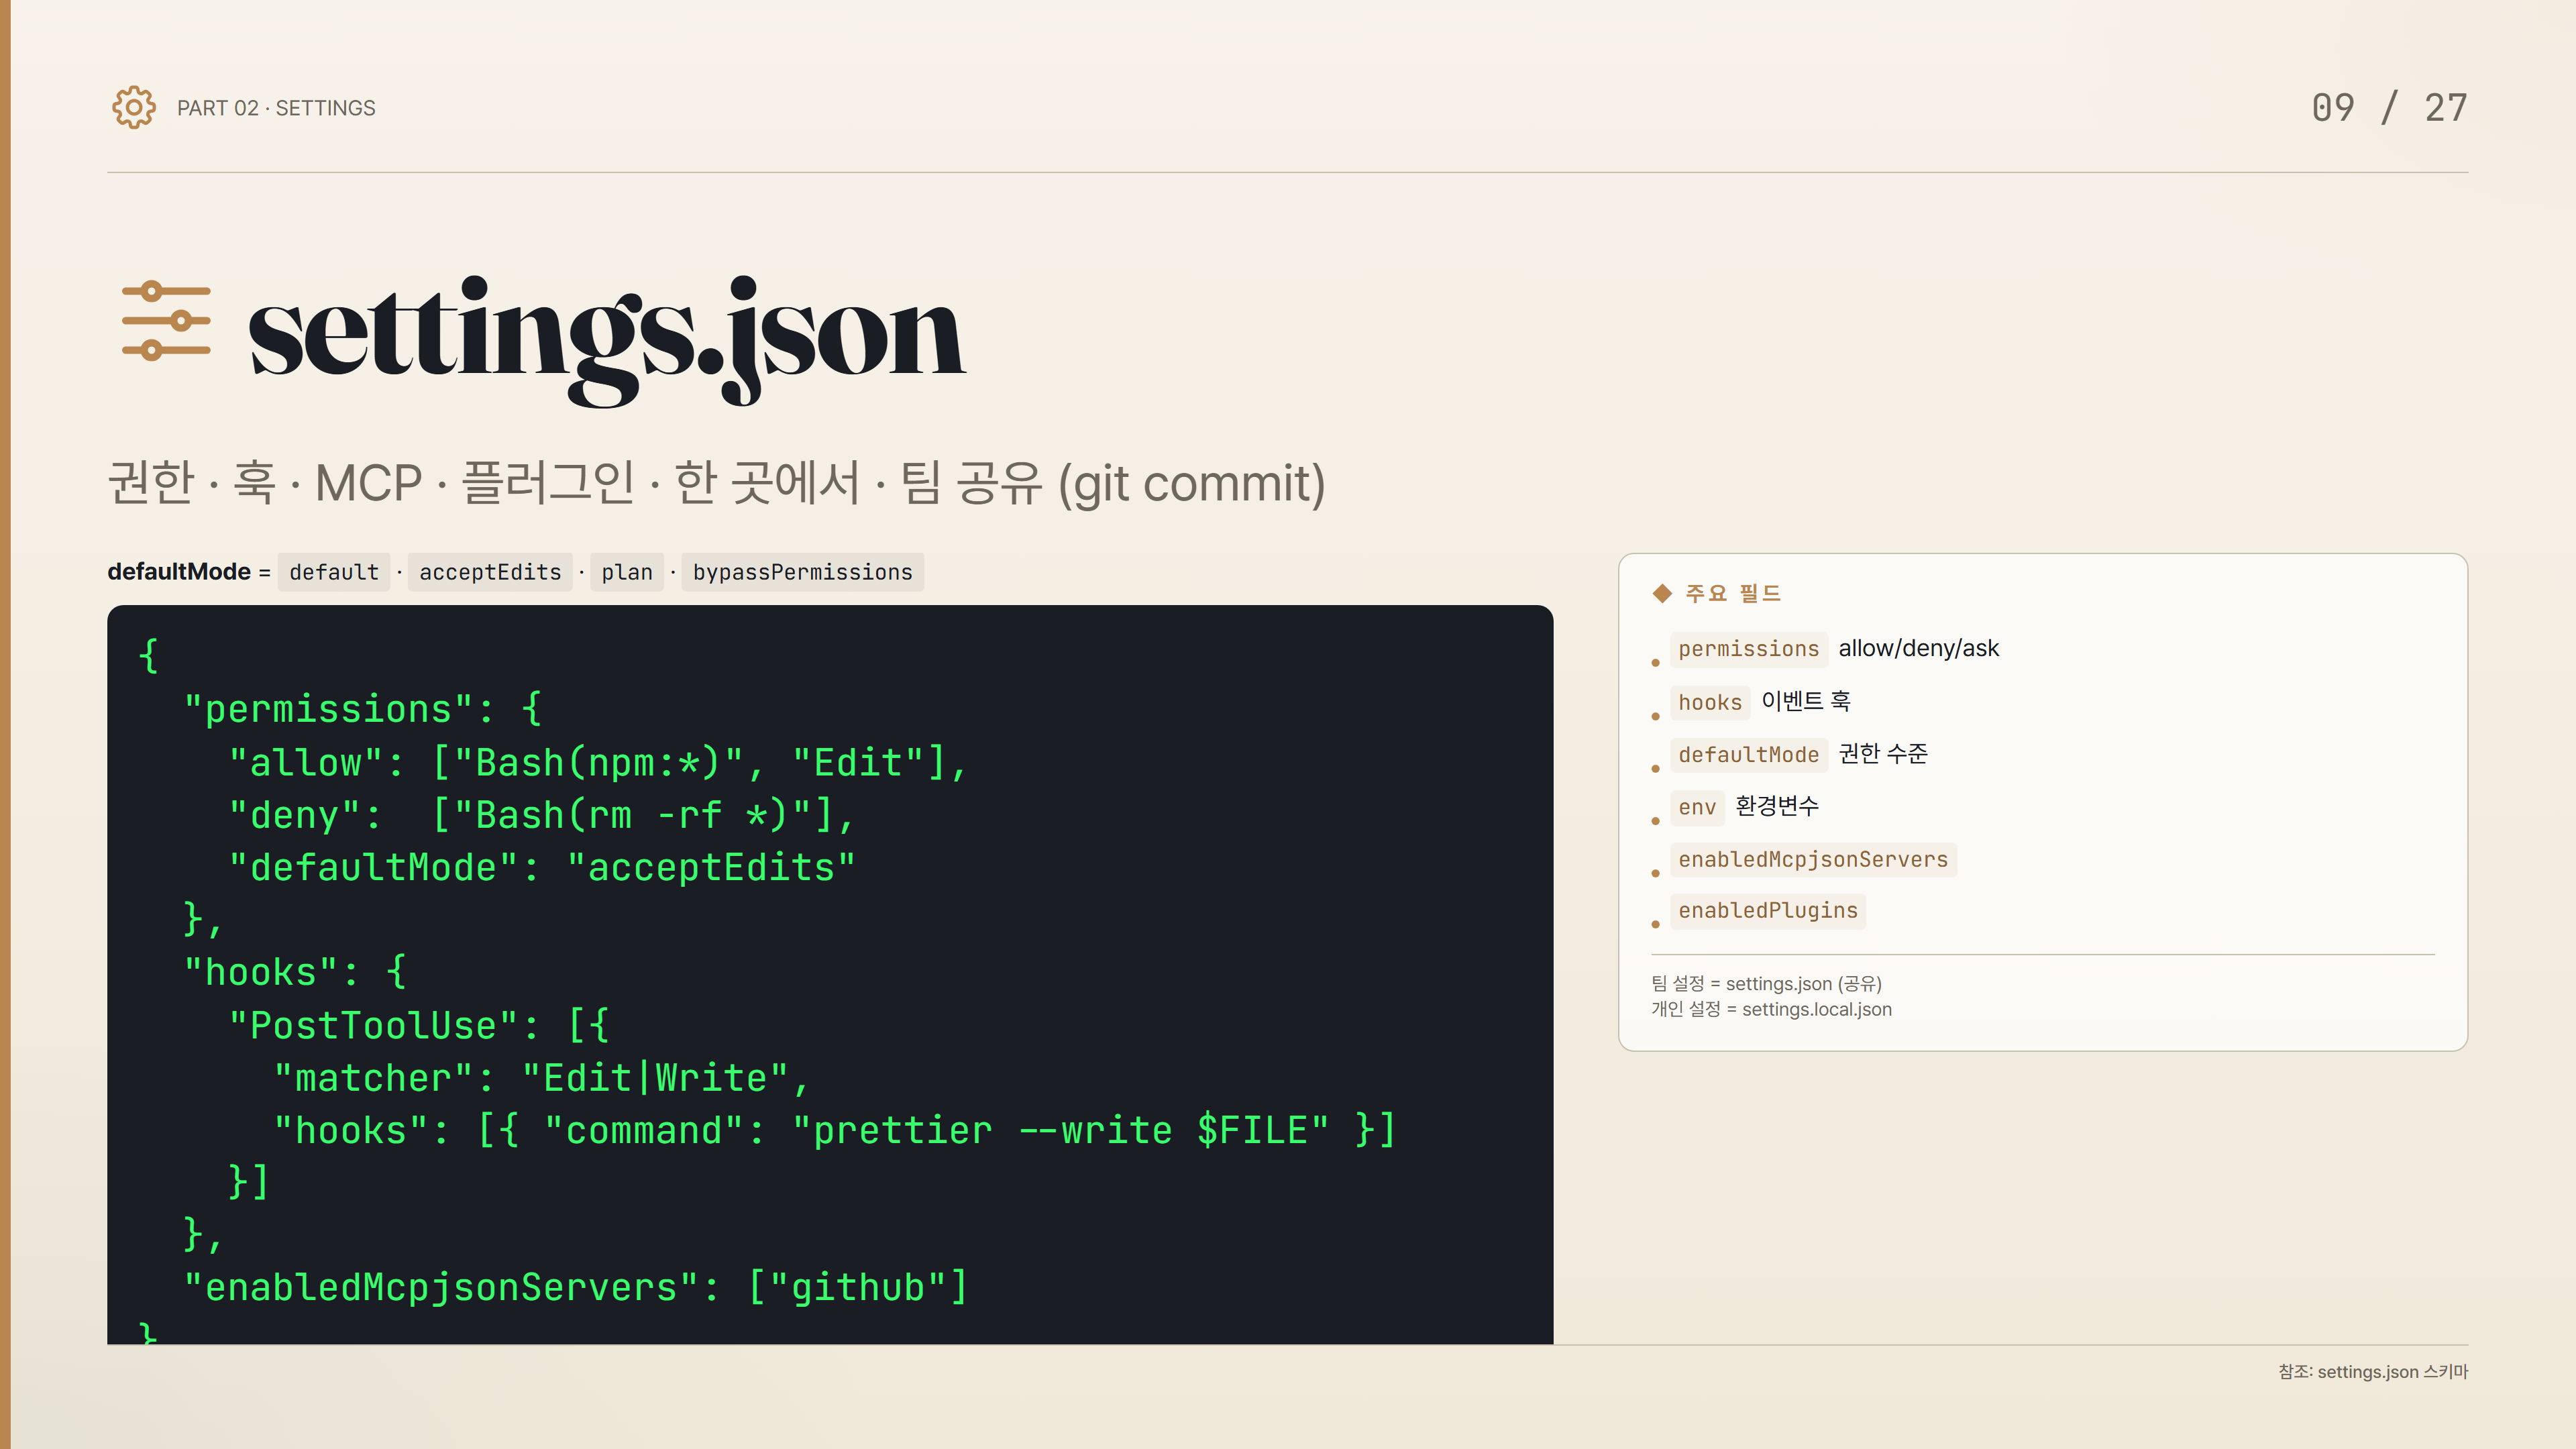 PART 02 · SETTINGS
09 / 27
settings.json
권한 · 훅 · MCP · 플러그인 · 한 곳에서 · 팀 공유 (git commit)
defaultMode = default · acceptEdits · plan · bypassPermissions
{
  "permissions": {
    "allow": ["Bash(npm:*)", "Edit"],
    "deny":  ["Bash(rm -rf *)"],
    "defaultMode": "acceptEdits"
  },
  "hooks": {
    "PostToolUse": [{
      "matcher": "Edit|Write",
      "hooks": [{ "command": "prettier --write $FILE" }]
    }]
  },
  "enabledMcpjsonServers": ["github"]
}
◆ 주요 필드
• permissions allow/deny/ask
• hooks 이벤트 훅
• defaultMode 권한 수준
• env 환경변수
• enabledMcpjsonServers
• enabledPlugins
팀 설정 = settings.json (공유)
개인 설정 = settings.local.json
참조: settings.json 스키마